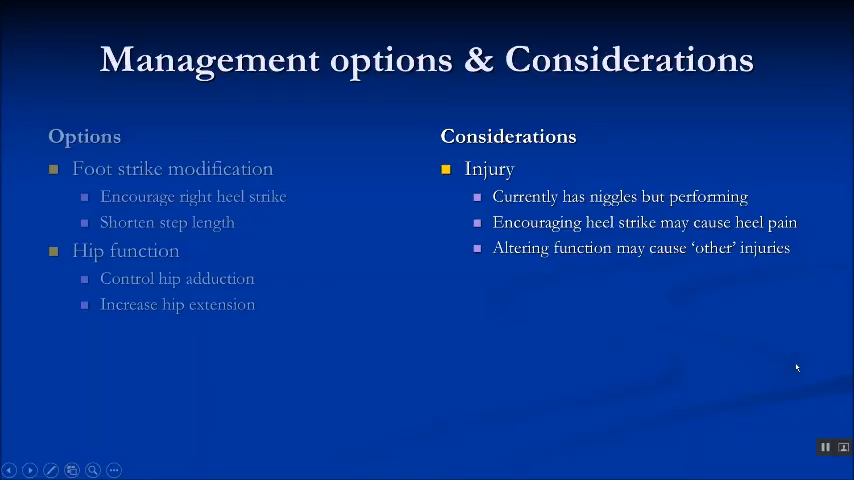 Management options & Considerations
Options
Foot strike modification
Encourage right heel strike
Shorten step length
Hip function
Control hip adduction
Increase hip extension
Considerations
Injury
Currently has niggles but performing
Encouraging heel strike may cause heel pain
Altering function may cause ‘other’ injuries